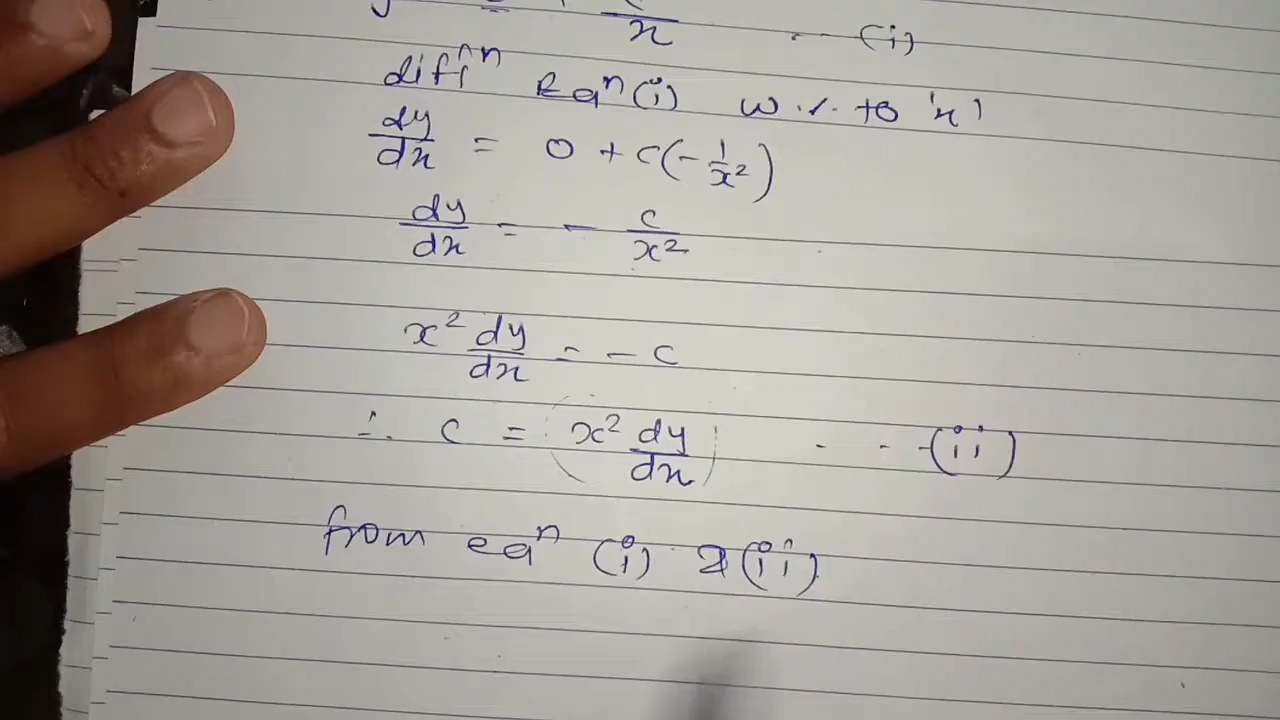 x -- (i)
diffⁿ Eqⁿ(i) w.r. to 'x'
dy/dx = 0 + c(-1/x²)
dy/dx = - c/x²
x² dy/dx = - c
∴ c = (x² dy/dx) - - -(ii)
from eqⁿ (i) & (ii)